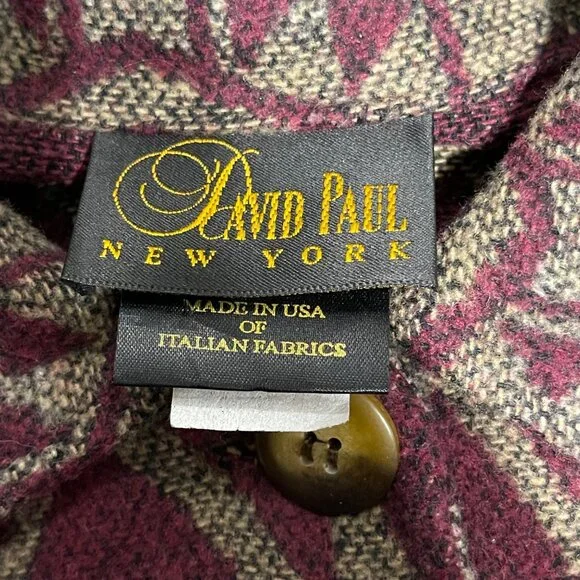 David Paul
NEW YORK
MADE IN USA
OF
ITALIAN FABRICS